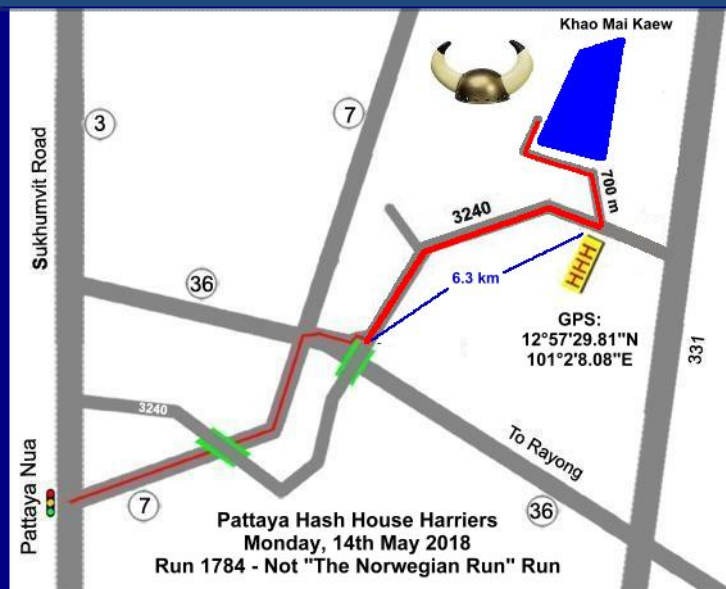 Khao Mai Kaew
3
7
Sukhumvit Road
3240
700 m
36
6.3 km
HHH
GPS:
12°57'29.81"N
101°2'8.08"E
331
3240
To Rayong
Pattaya Nua
7
36
Pattaya Hash House Harriers
Monday, 14th May 2018
Run 1784 - Not "The Norwegian Run" Run